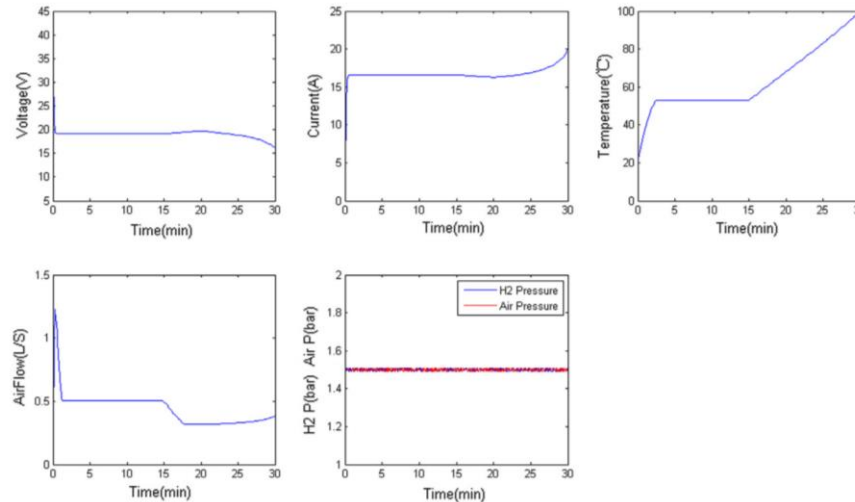 45
40
35
30
25
20
15
10
5
0 5 10 15 20 25 30
Voltage(V)
Time(min)
25
20
15
10
5
0
0 5 10 15 20 25 30
Current(A)
Time(min)
100
80
60
40
20
0
0 5 10 15 20 25 30
Temperature(℃)
Time(min)
1.5
1
0.5
0
0 5 10 15 20 25 30
AirFlow(L/S)
Time(min)
2
1.8
1.6
1.4
1.2
1
0 5 10 15 20 25 30
H2 P(bar) Air P(bar)
Time(min)
H2 Pressure
Air Pressure